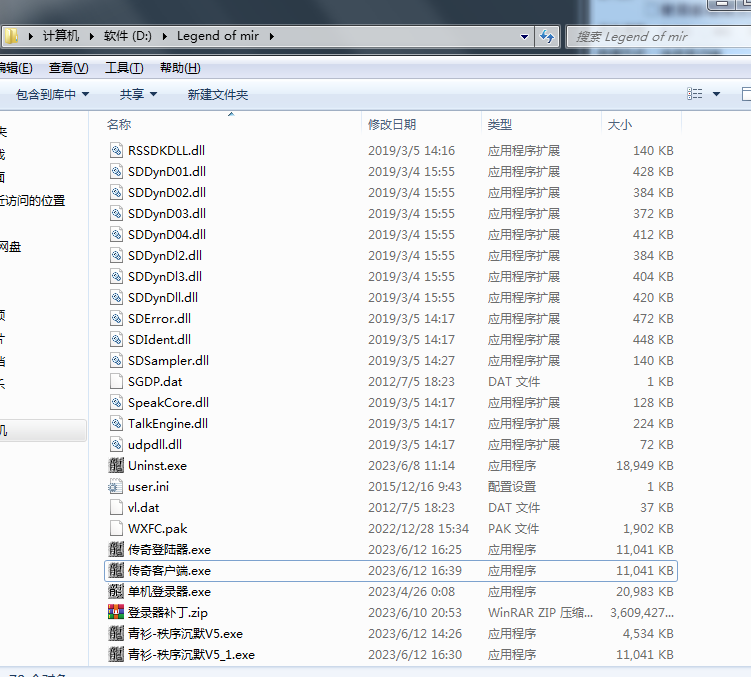 计算机 软件 (D:) Legend of mir
搜索 Legend of mir
编辑(E) 查看(V) 工具(T) 帮助(H)
包含到库中 共享 新建文件夹
名称 修改日期 类型 大小
RSSDKDLL.dll 2019/3/5 14:16 应用程序扩展 140 KB
SDDynD01.dll 2019/3/4 15:55 应用程序扩展 428 KB
SDDynD02.dll 2019/3/4 15:55 应用程序扩展 384 KB
近访问的位置
SDDynD03.dll 2019/3/4 15:55 应用程序扩展 372 KB
SDDynD04.dll 2019/3/4 15:55 应用程序扩展 412 KB
网盘
SDDynDl2.dll 2019/3/4 15:55 应用程序扩展 384 KB
SDDynDl3.dll 2019/3/4 15:55 应用程序扩展 404 KB
SDDynDll.dll 2019/3/4 15:55 应用程序扩展 420 KB
SDError.dll 2019/3/5 14:17 应用程序扩展 472 KB
SDIdent.dll 2019/3/5 14:17 应用程序扩展 448 KB
SDSampler.dll 2019/3/5 14:27 应用程序扩展 140 KB
SGDP.dat 2012/7/5 18:23 DAT 文件 1 KB
SpeakCore.dll 2019/3/5 14:17 应用程序扩展 128 KB
TalkEngine.dll 2019/3/5 14:17 应用程序扩展 224 KB
udpdll.dll 2019/3/5 14:17 应用程序扩展 72 KB
Uninst.exe 2023/6/8 11:14 应用程序 18,949 KB
user.ini 2015/12/16 9:43 配置设置 1 KB
vl.dat 2012/7/5 18:23 DAT 文件 37 KB
WXFC.pak 2022/12/28 15:34 PAK 文件 1,902 KB
传奇登陆器.exe 2023/6/12 16:25 应用程序 11,041 KB
传奇客户端.exe 2023/6/12 16:39 应用程序 11,041 KB
单机登录器.exe 2023/4/26 0:08 应用程序 20,983 KB
登录器补丁.zip 2023/6/10 20:53 WinRAR ZIP 压缩... 3,609,427...
青衫-秩序沉默V5.exe 2023/6/12 14:26 应用程序 4,534 KB
青衫-秩序沉默V5_1.exe 2023/6/12 16:30 应用程序 11,041 KB